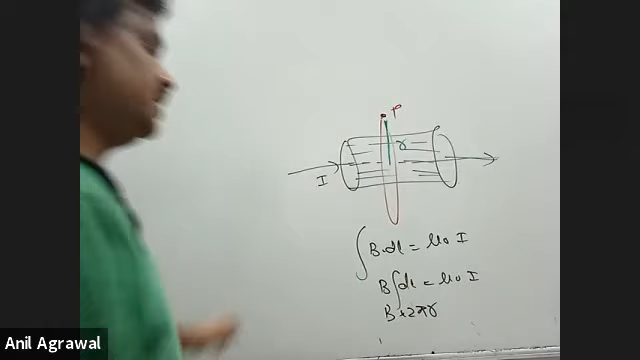 P
r
I
∫ B.dl = μ₀ I
B ∫ dl = μ₀ I
B × 2πr
Anil Agrawal